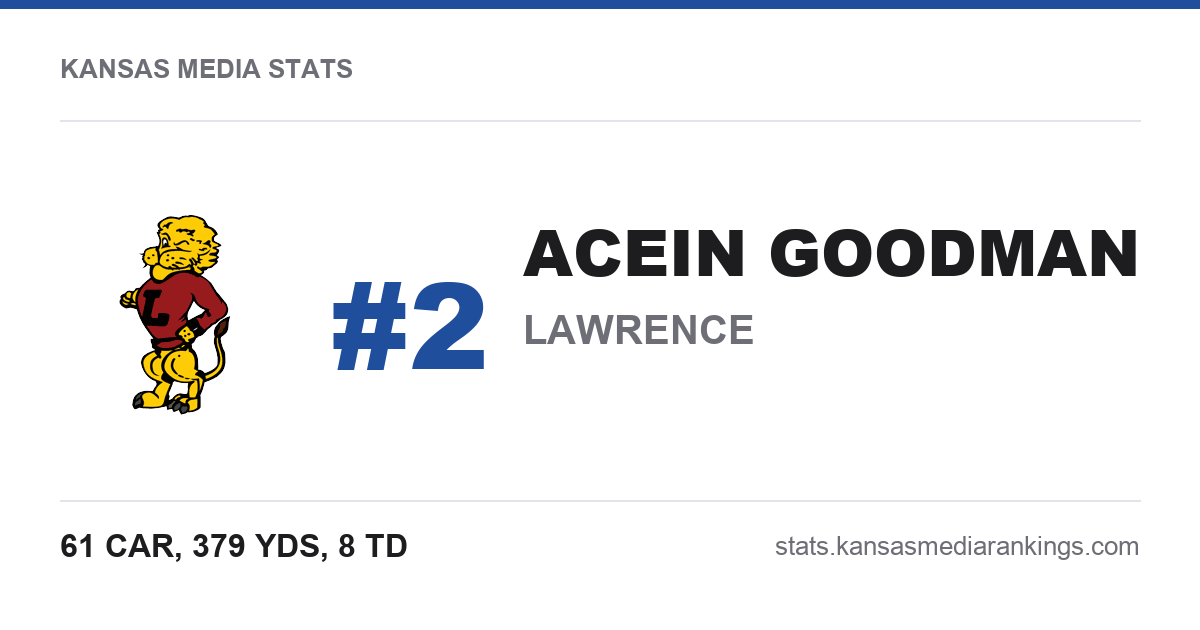 KANSAS MEDIA STATS
L
#2
ACEIN GOODMAN
LAWRENCE
61 CAR, 379 YDS, 8 TD
stats.kansasmediarankings.com